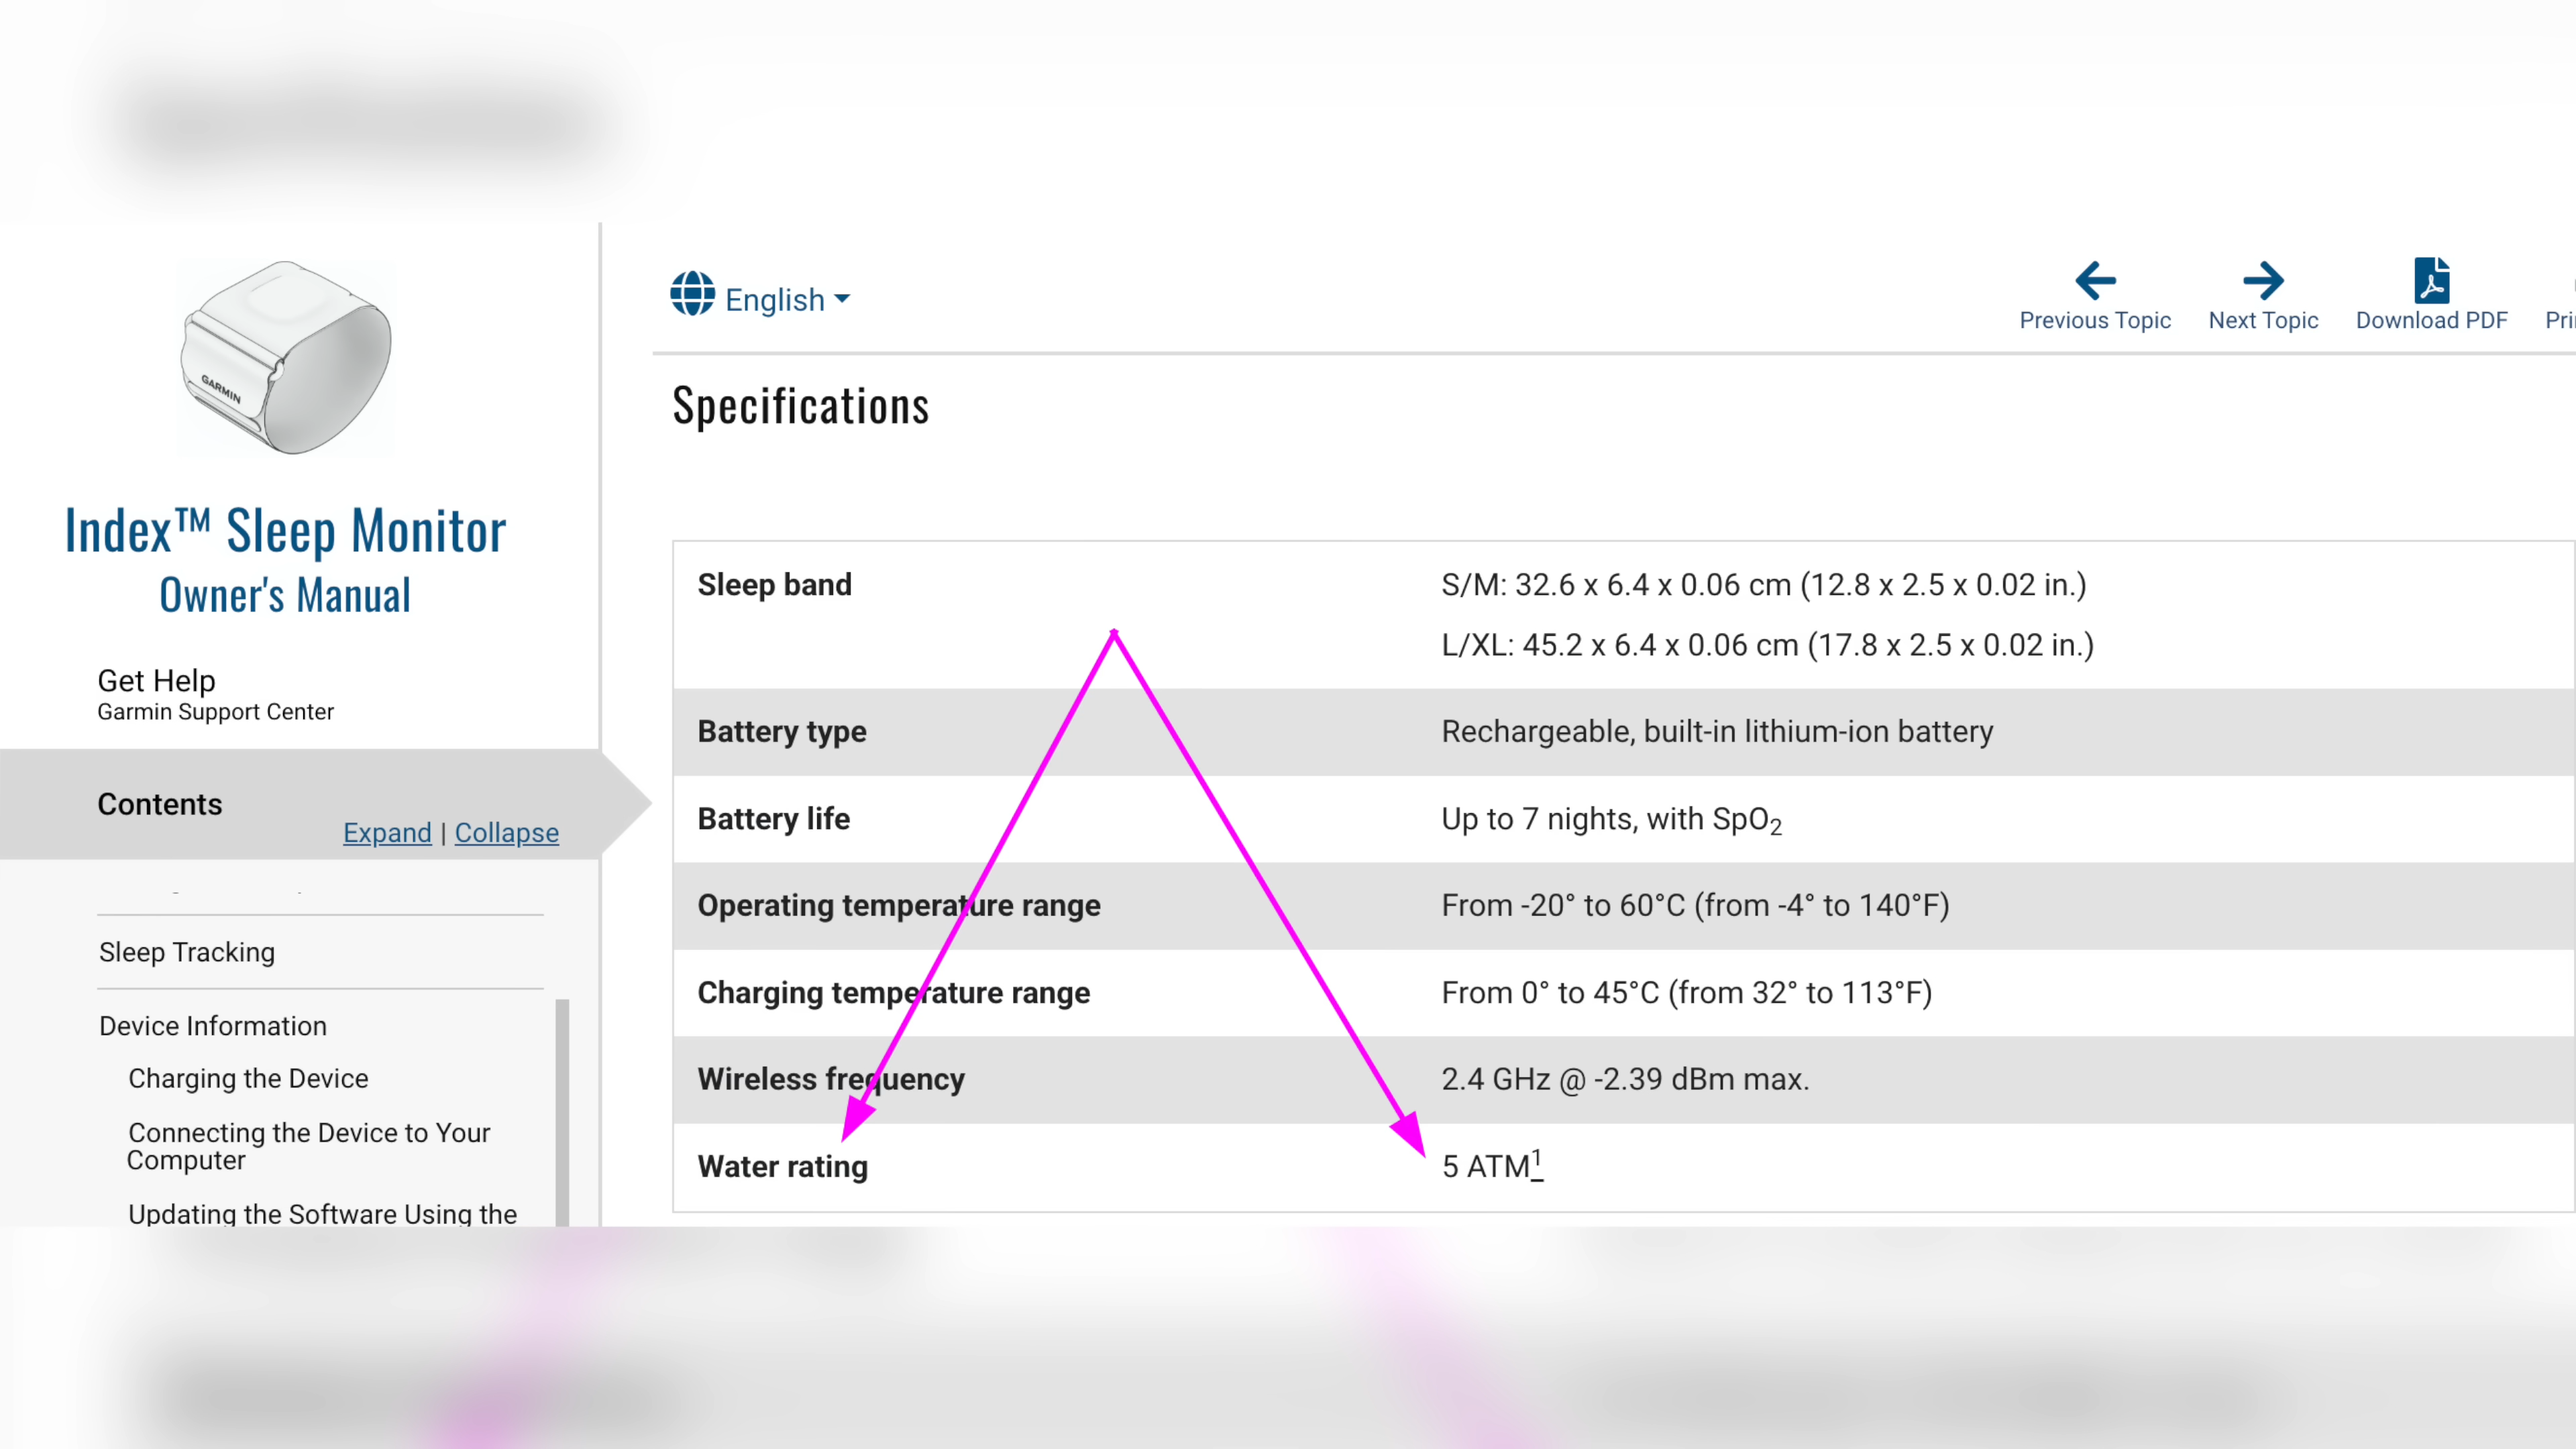 GARMIN
Index™ Sleep Monitor
Owner's Manual
Get Help
Garmin Support Center
Contents
Expand | Collapse
Sleep Tracking
Device Information
Charging the Device
Connecting the Device to Your
Computer
Updating the Software Using the
English
Previous Topic
Next Topic
Download PDF
Pri
Specifications
Sleep band
S/M: 32.6 x 6.4 x 0.06 cm (12.8 x 2.5 x 0.02 in.)
L/XL: 45.2 x 6.4 x 0.06 cm (17.8 x 2.5 x 0.02 in.)
Battery type
Rechargeable, built-in lithium-ion battery
Battery life
Up to 7 nights, with SpO₂
Operating temperature range
From -20° to 60°C (from -4° to 140°F)
Charging temperature range
From 0° to 45°C (from 32° to 113°F)
Wireless frequency
2.4 GHz @ -2.39 dBm max.
Water rating
5 ATM¹